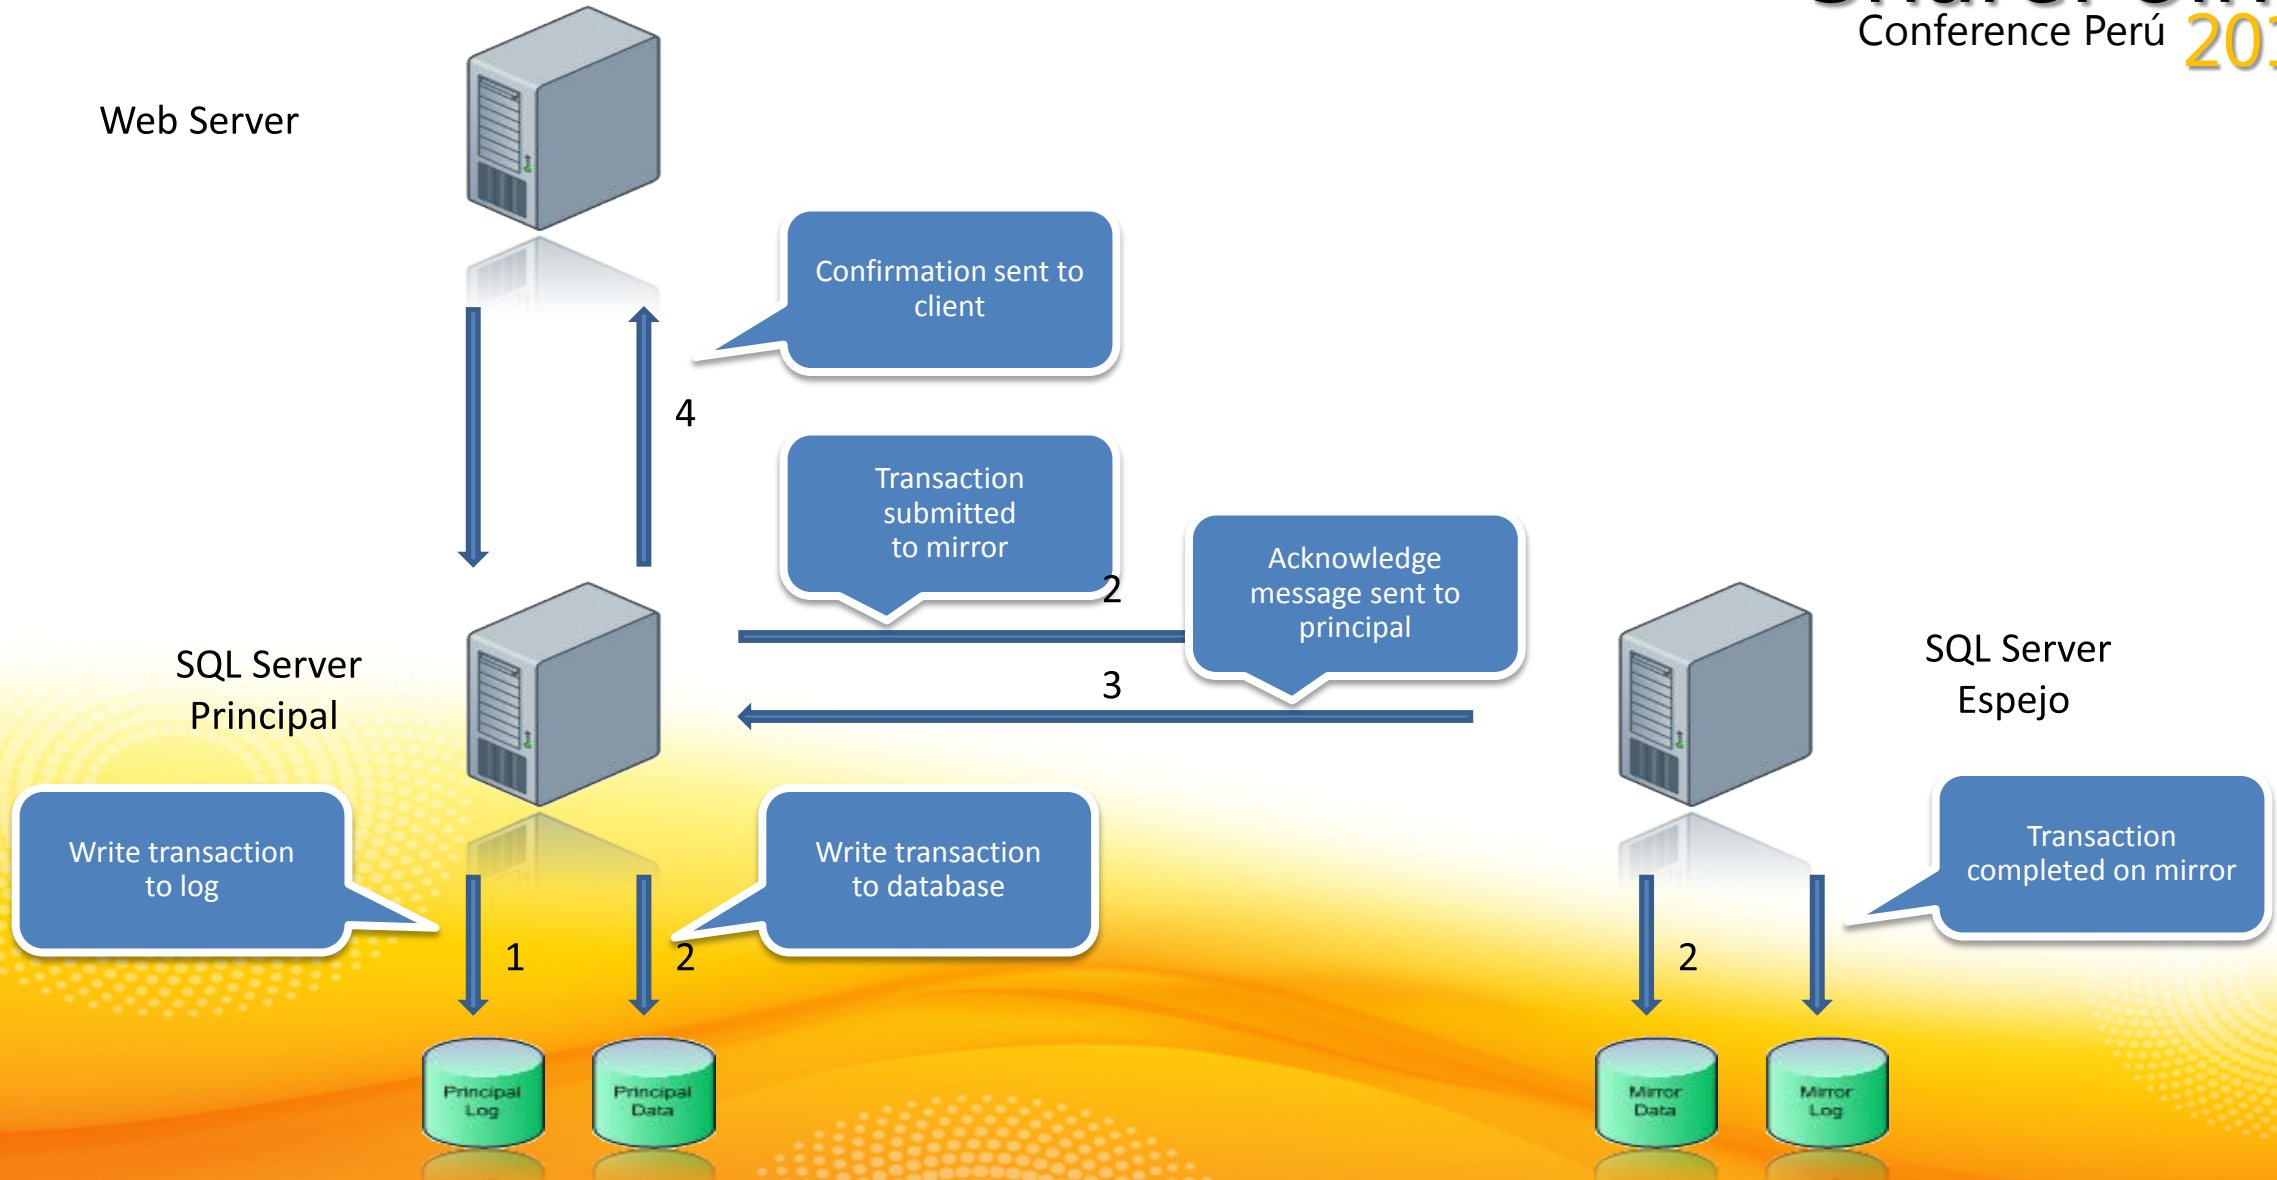 Conference Perú
Web Server
Confirmation sent to
client
4
Transaction
submitted
to mirror
2
Acknowledge
message sent to
principal
3
SQL Server
Principal
SQL Server
Espejo
Write transaction
to log
Write transaction
to database
Transaction
completed on mirror
1
2
2
Principal
Log
Principal
Data
Mirror
Data
Mirror
Log